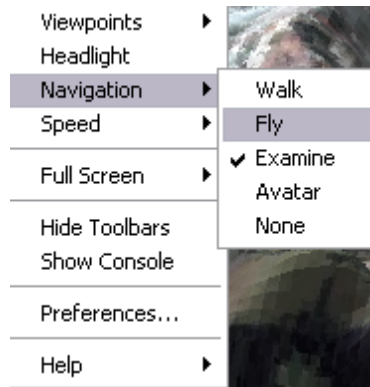 Viewpoints
Headlight
Navigation
Speed
Full Screen
Hide Toolbars
Show Console
Preferences...
Help
Walk
Fly
Examine
Avatar
None